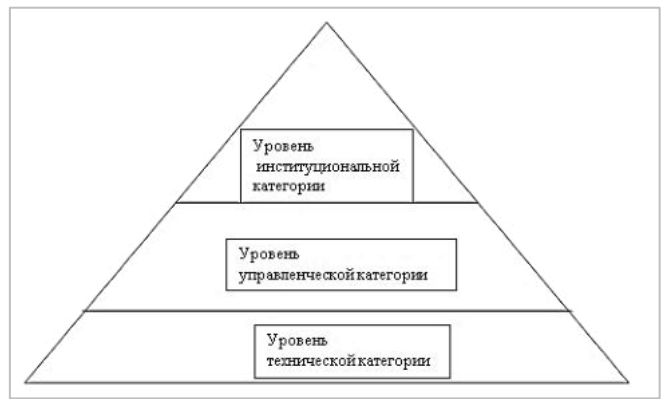 Уровень
институциональной
категории
Уровень
управленческой категории
Уровень
технической категории